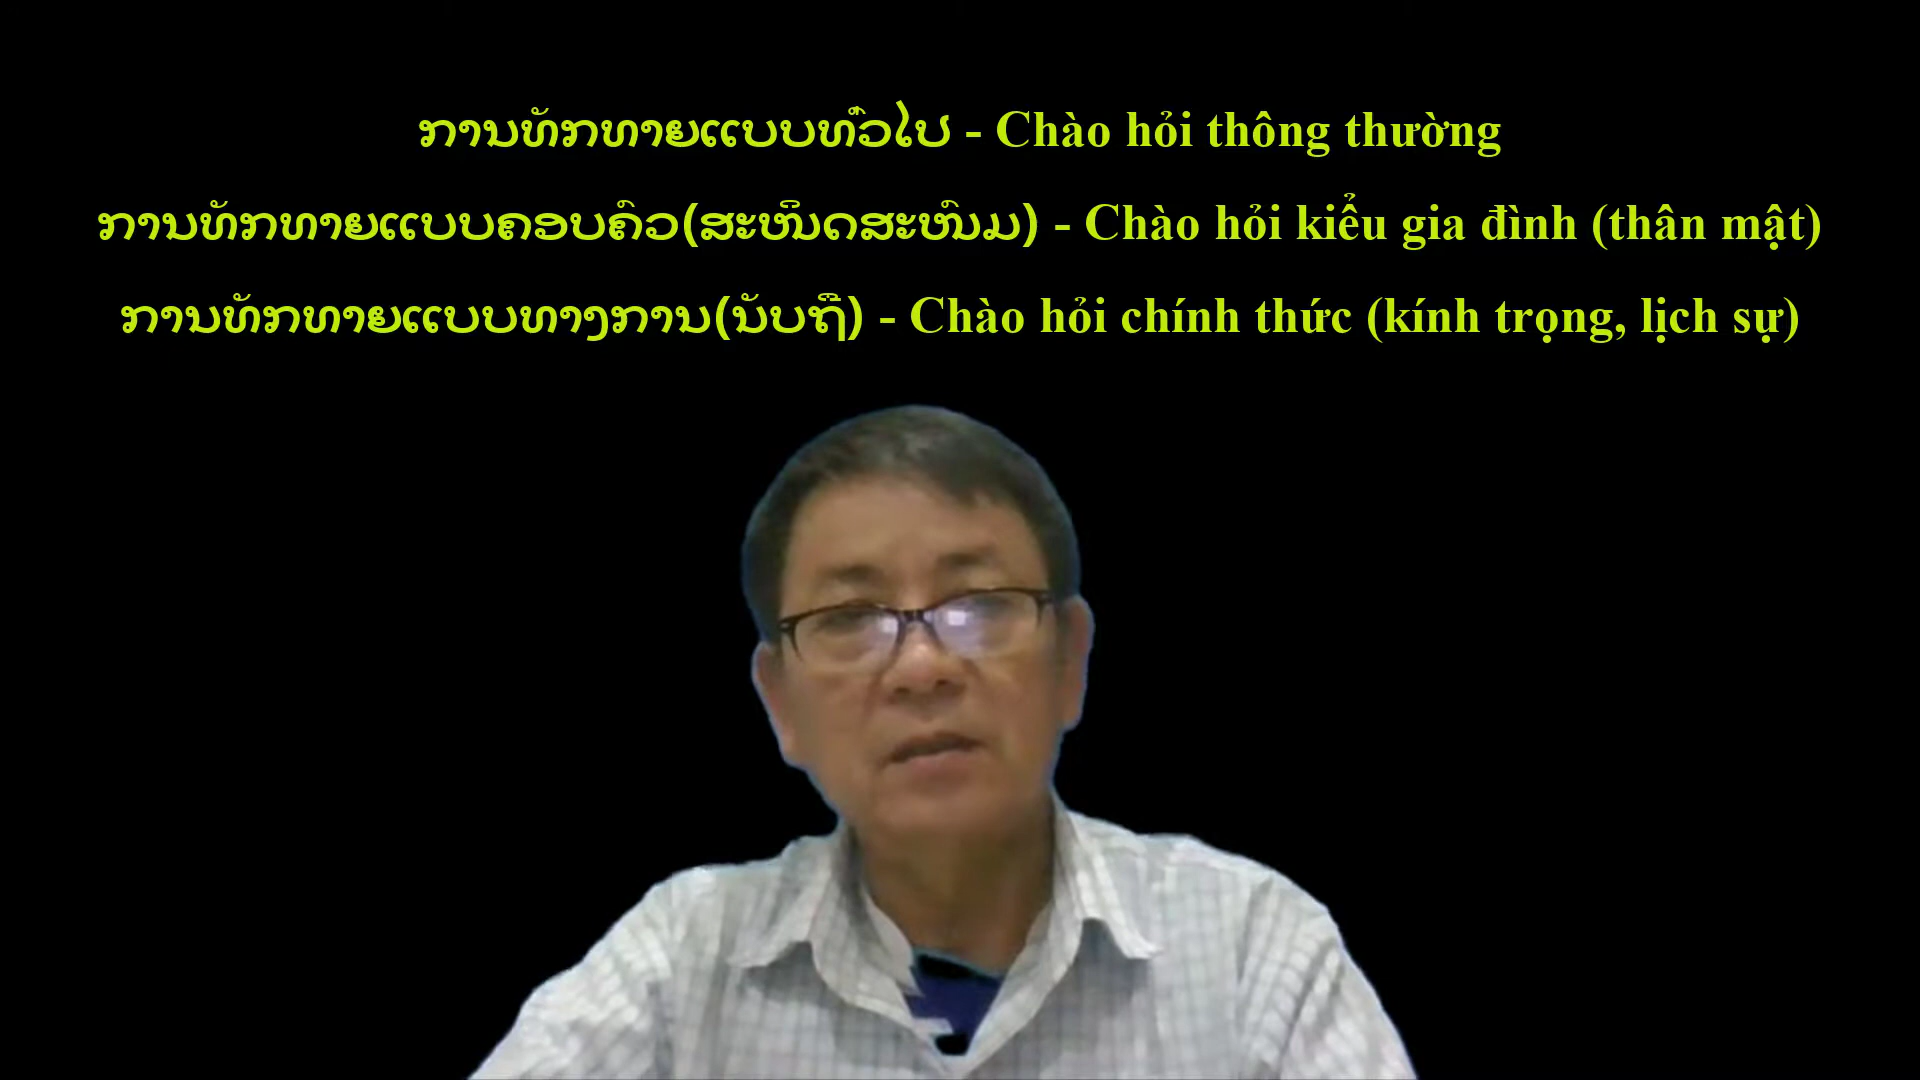 ການທັກທາຍແບບທົ່ວໄປ - Chào hỏi thông thường
ການທັກທາຍແບບຄອບຄົວ(ສະໜິດສະໜົມ) - Chào hỏi kiểu gia đình (thân mật)
ການທັກທາຍແບບທາງການ(ນັບຖື) - Chào hỏi chính thức (kính trọng, lịch sự)